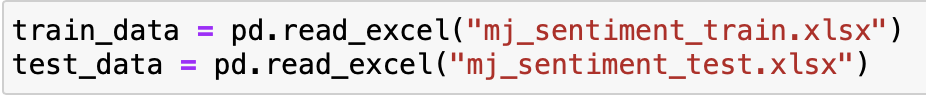 train_data = pd.read_excel("mj_sentiment_train.xlsx")
test_data = pd.read_excel("mj_sentiment_test.xlsx")